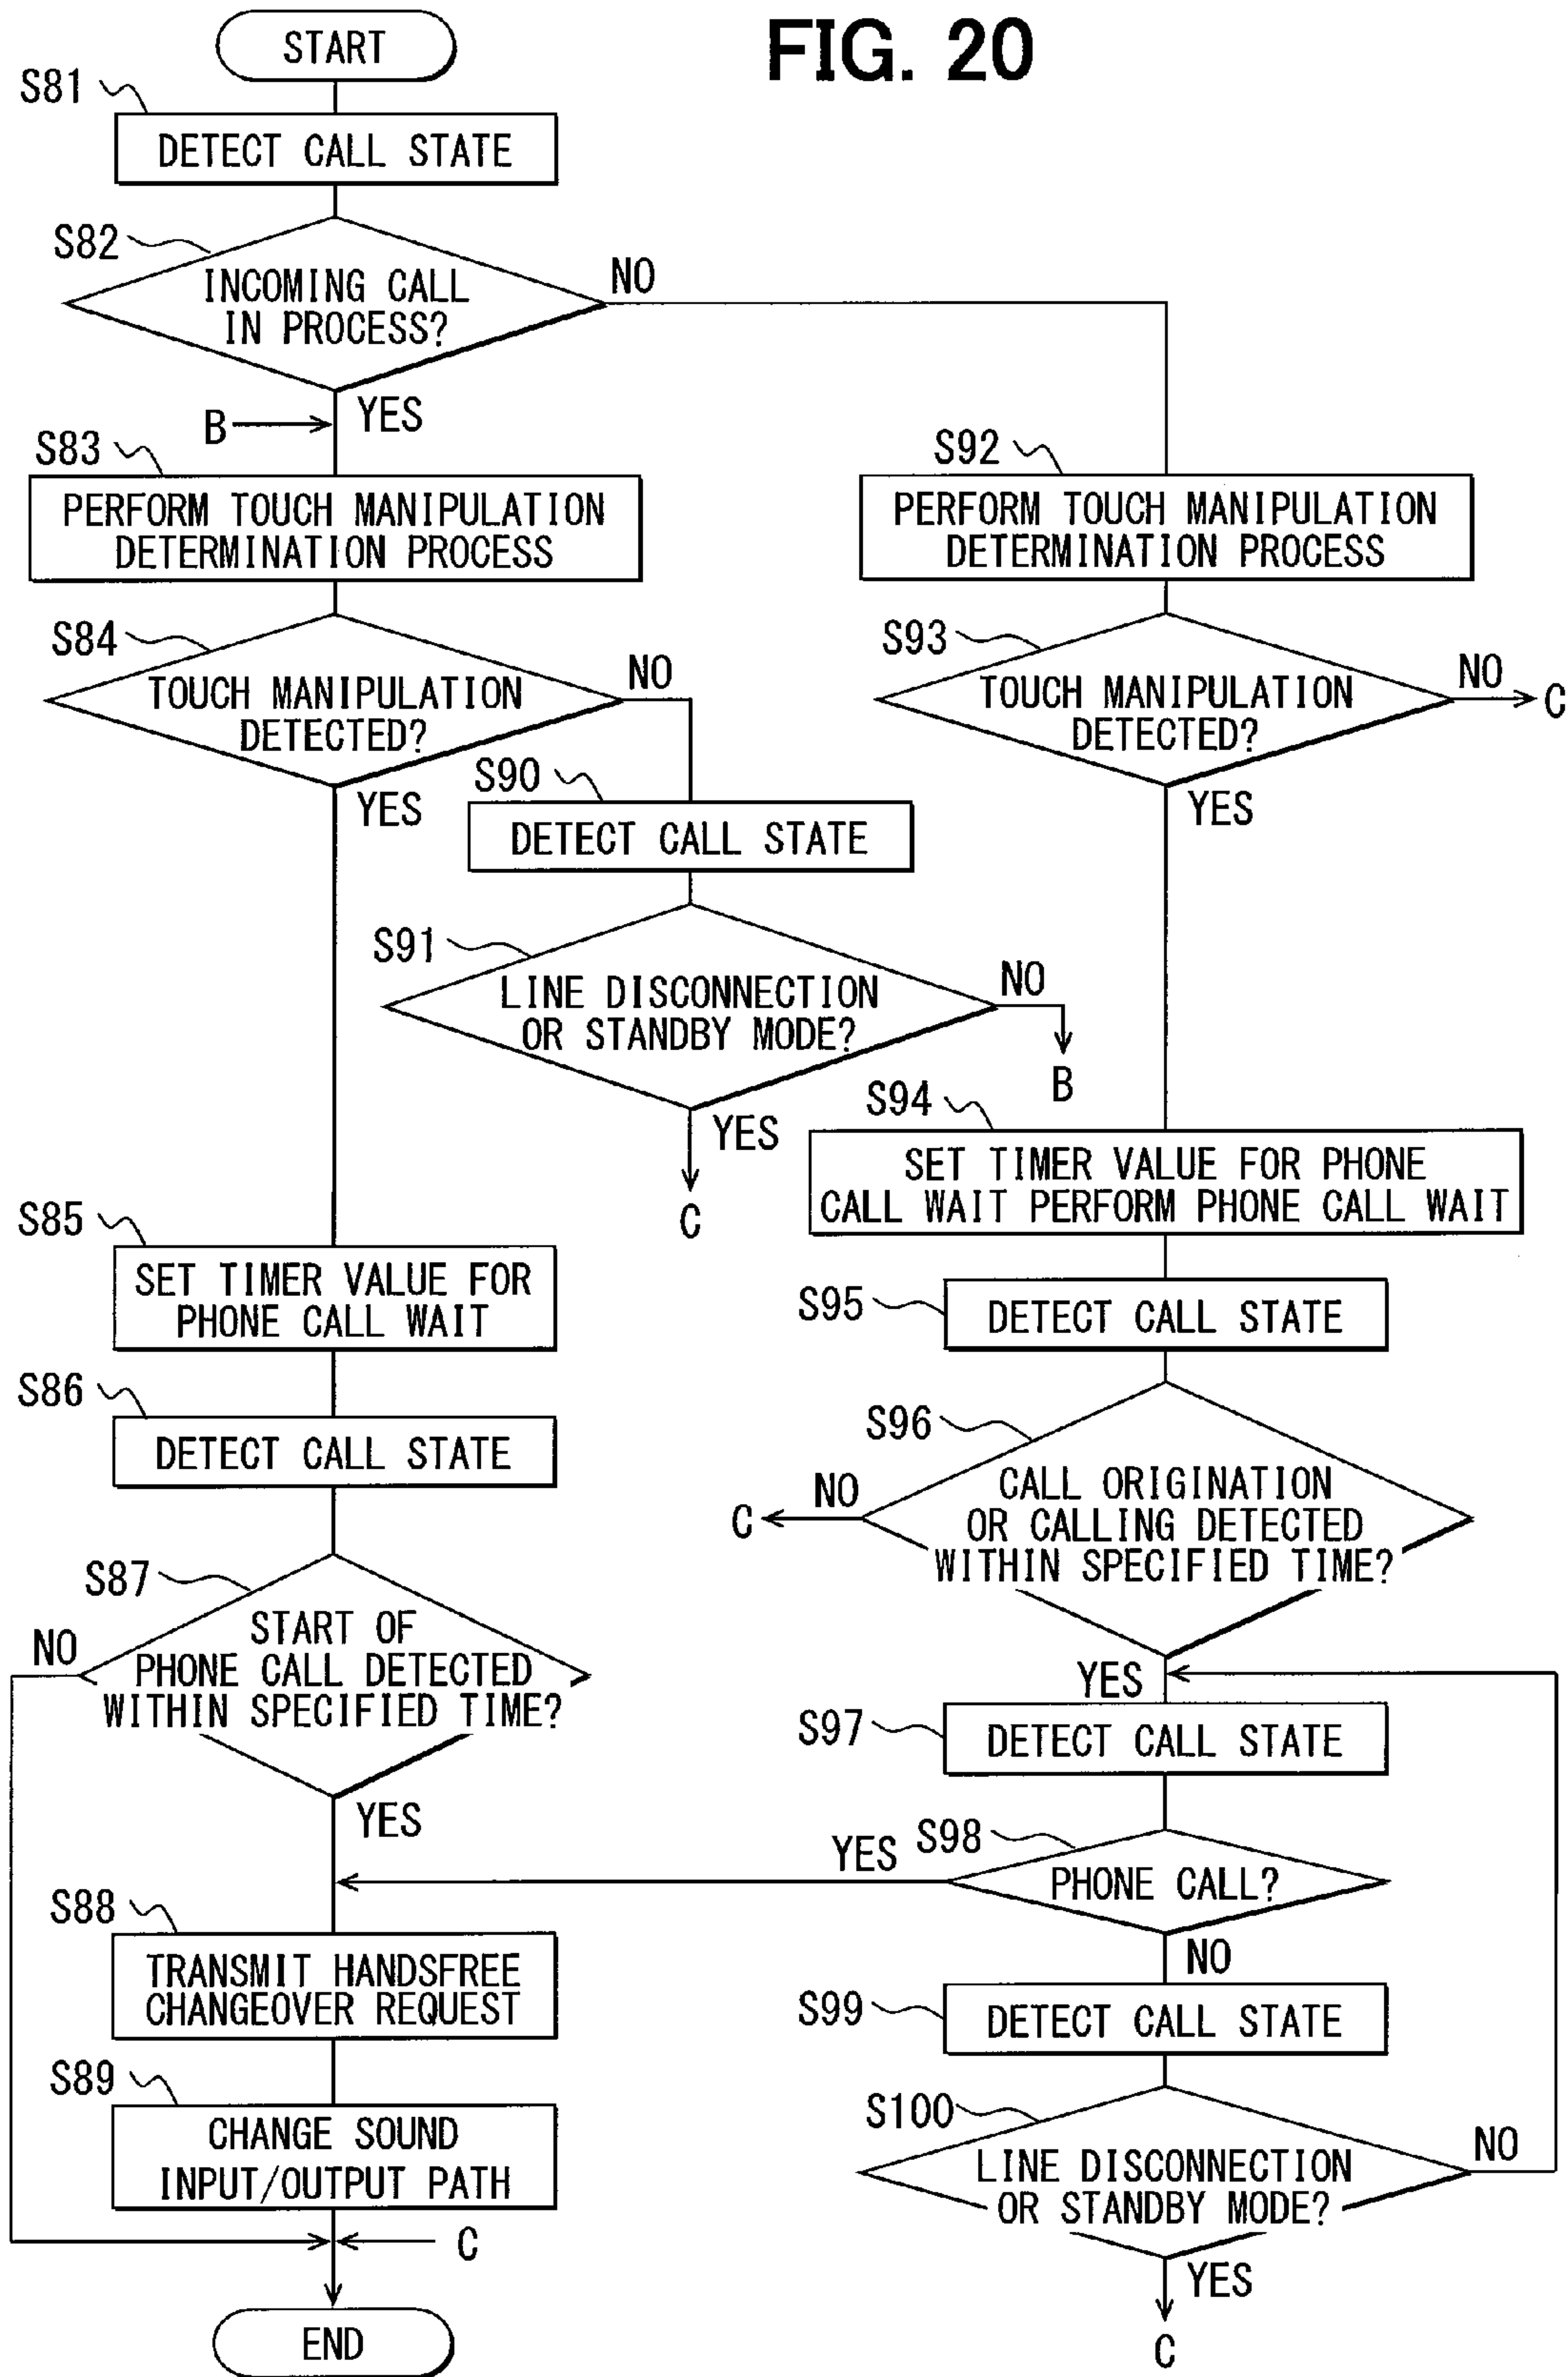 FIG. 20
START
S81
DETECT CALL STATE
S82
INCOMING CALL
IN PROCESS?
NO
YES
B
S83
PERFORM TOUCH MANIPULATION
DETERMINATION PROCESS
S84
TOUCH MANIPULATION
DETECTED?
NO
YES
S90
DETECT CALL STATE
S91
LINE DISCONNECTION
OR STANDBY MODE?
NO
B
YES
C
S85
SET TIMER VALUE FOR
PHONE CALL WAIT
S86
DETECT CALL STATE
S87
START OF
PHONE CALL DETECTED
WITHIN SPECIFIED TIME?
NO
YES
S88
TRANSMIT HANDSFREE
CHANGEOVER REQUEST
S89
CHANGE SOUND
INPUT/OUTPUT PATH
C
END
S92
PERFORM TOUCH MANIPULATION
DETERMINATION PROCESS
S93
TOUCH MANIPULATION
DETECTED?
NO
C
YES
S94
SET TIMER VALUE FOR PHONE
CALL WAIT PERFORM PHONE CALL WAIT
S95
DETECT CALL STATE
S96
CALL ORIGINATION
OR CALLING DETECTED
WITHIN SPECIFIED TIME?
NO
C
YES
S97
DETECT CALL STATE
S98
PHONE CALL?
YES
NO
S99
DETECT CALL STATE
S100
LINE DISCONNECTION
OR STANDBY MODE?
NO
YES
C